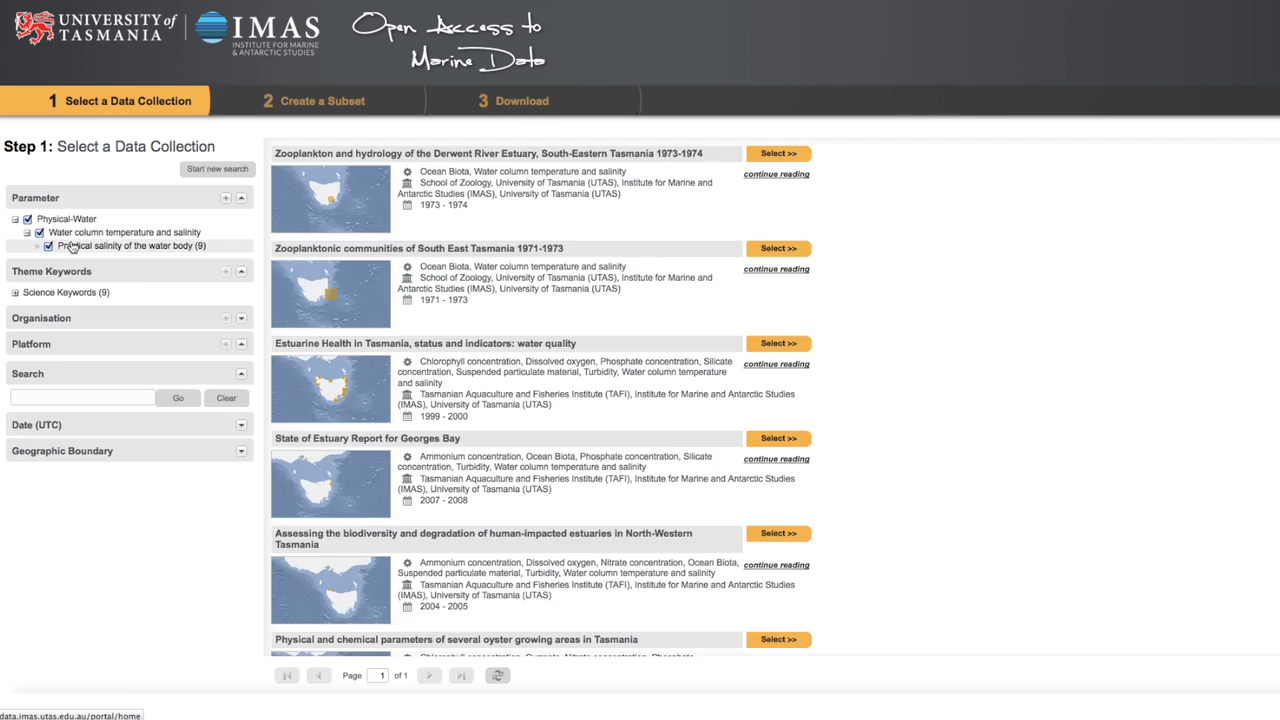 UNIVERSITY of TASMANIA
IMAS
INSTITUTE FOR MARINE & ANTARCTIC STUDIES
Open Access to
Marine Data
1 Select a Data Collection
2 Create a Subset
3 Download
Step 1: Select a Data Collection
Start new search
Parameter
Physical-Water
Water column temperature and salinity
Practical salinity of the water body (9)
Theme Keywords
Science Keywords (9)
Organisation
Platform
Search
Go
Clear
Date (UTC)
Geographic Boundary
Zooplankton and hydrology of the Derwent River Estuary, South-Eastern Tasmania 1973-1974
Select >>
Ocean Biota, Water column temperature and salinity
continue reading
School of Zoology, University of Tasmania (UTAS), Institute for Marine and
Antarctic Studies (IMAS), University of Tasmania (UTAS)
1973 - 1974
Zooplanktonic communities of South East Tasmania 1971-1973
Select >>
Ocean Biota, Water column temperature and salinity
continue reading
School of Zoology, University of Tasmania (UTAS), Institute for Marine and
Antarctic Studies (IMAS), University of Tasmania (UTAS)
1971 - 1973
Estuarine Health in Tasmania, status and indicators: water quality
Select >>
Chlorophyll concentration, Dissolved oxygen, Phosphate concentration, Silicate
continue reading
concentration, Suspended particulate material, Turbidity, Water column temperature
and salinity
Tasmanian Aquaculture and Fisheries Institute (TAFI), Institute for Marine and Antarctic Studies
(IMAS), University of Tasmania (UTAS)
1999 - 2000
State of Estuary Report for Georges Bay
Select >>
Ammonium concentration, Ocean Biota, Phosphate concentration, Silicate
continue reading
concentration, Turbidity, Water column temperature and salinity
Tasmanian Aquaculture and Fisheries Institute (TAFI), Institute for Marine and Antarctic Studies
(IMAS), University of Tasmania (UTAS)
2007 - 2008
Assessing the biodiversity and degradation of human-impacted estuaries in North-Western
Tasmania
Select >>
Ammonium concentration, Dissolved oxygen, Nitrate concentration, Ocean Biota,
continue reading
Suspended particulate material, Turbidity, Water column temperature and salinity
Tasmanian Aquaculture and Fisheries Institute (TAFI), Institute for Marine and Antarctic Studies
(IMAS), University of Tasmania (UTAS)
2004 - 2005
Physical and chemical parameters of several oyster growing areas in Tasmania
Select >>
Page 1 of 1
data.imas.utas.edu.au/portal/home